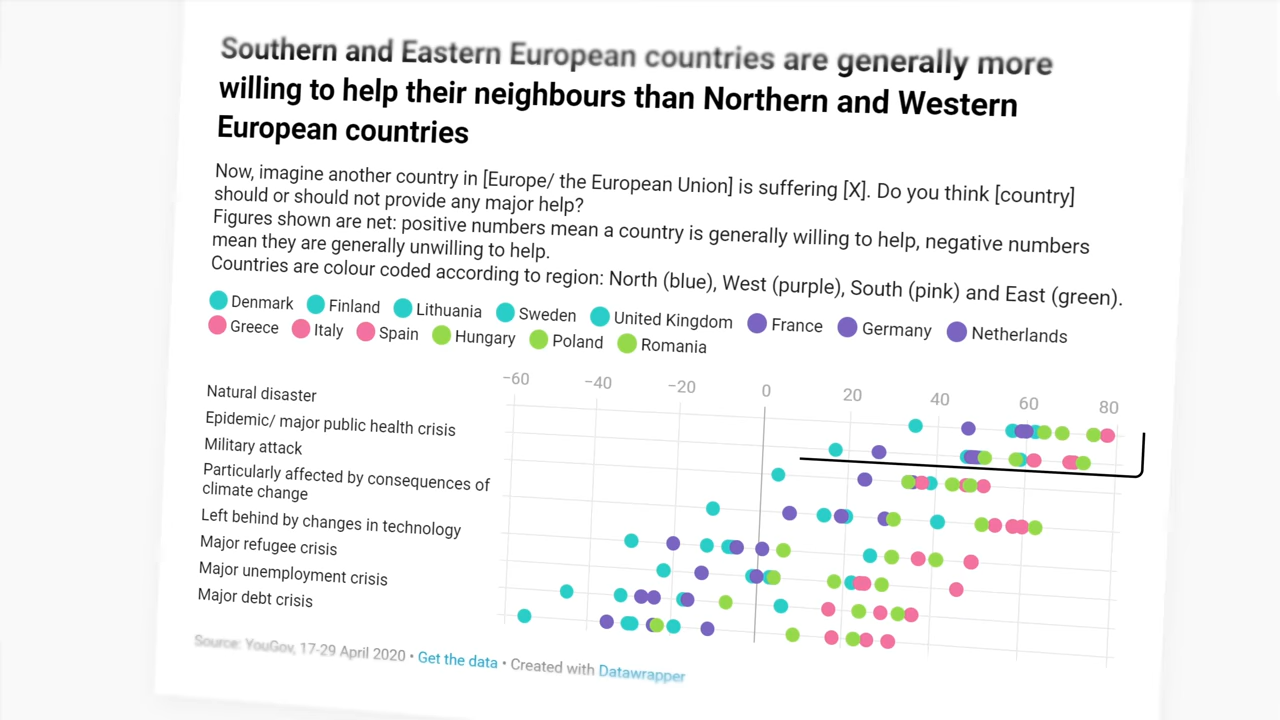 Southern and Eastern European countries are generally more
willing to help their neighbours than Northern and Western
European countries
Now, imagine another country in [Europe/ the European Union] is suffering [X]. Do you think [country]
should or should not provide any major help?
Figures shown are net: positive numbers mean a country is generally willing to help, negative numbers
mean they are generally unwilling to help.
Countries are colour coded according to region: North (blue), West (purple), South (pink) and East (green).
Denmark Finland Lithuania Sweden United Kingdom France Germany Netherlands
Greece Italy Spain Hungary Poland Romania
−60 −40 −20 0 20 40 60 80
Natural disaster
Epidemic/ major public health crisis
Military attack
Particularly affected by consequences of
climate change
Left behind by changes in technology
Major refugee crisis
Major unemployment crisis
Major debt crisis
Source: YouGov, 17-29 April 2020 • Get the data • Created with Datawrapper